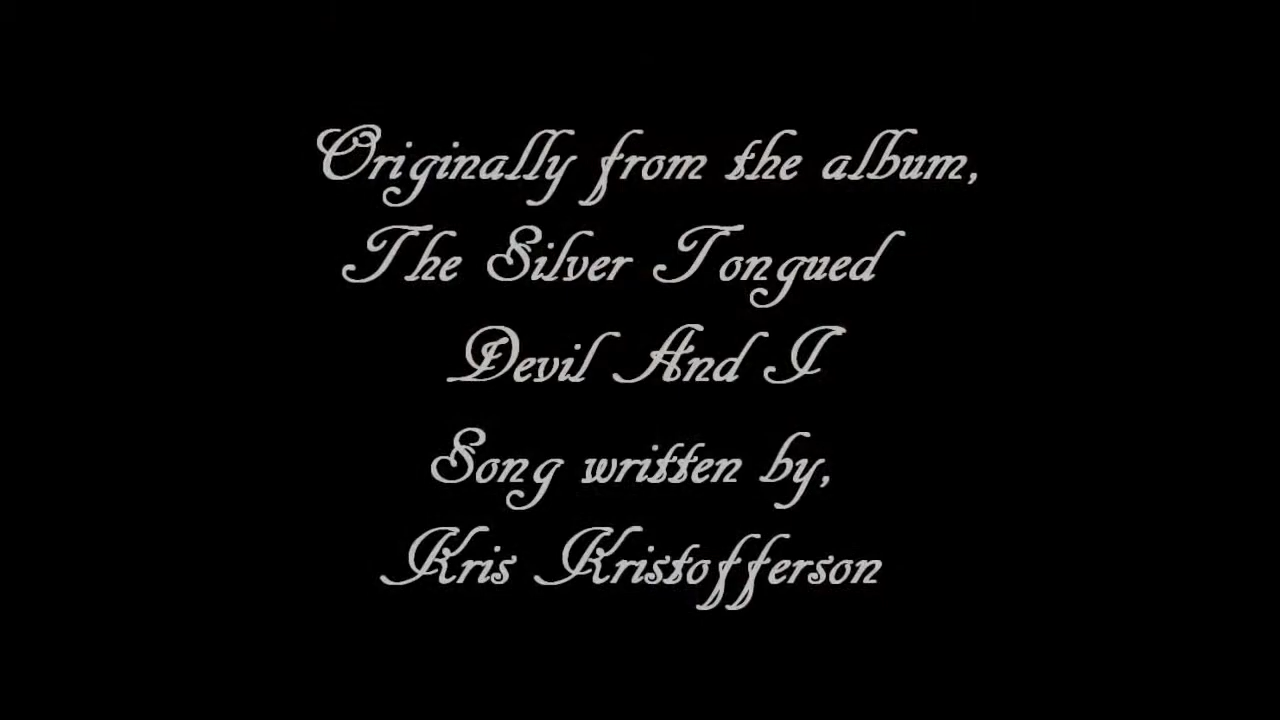 Originally from the album,
The Silver Tongued
Devil And I
Song written by,
Kris Kristofferson